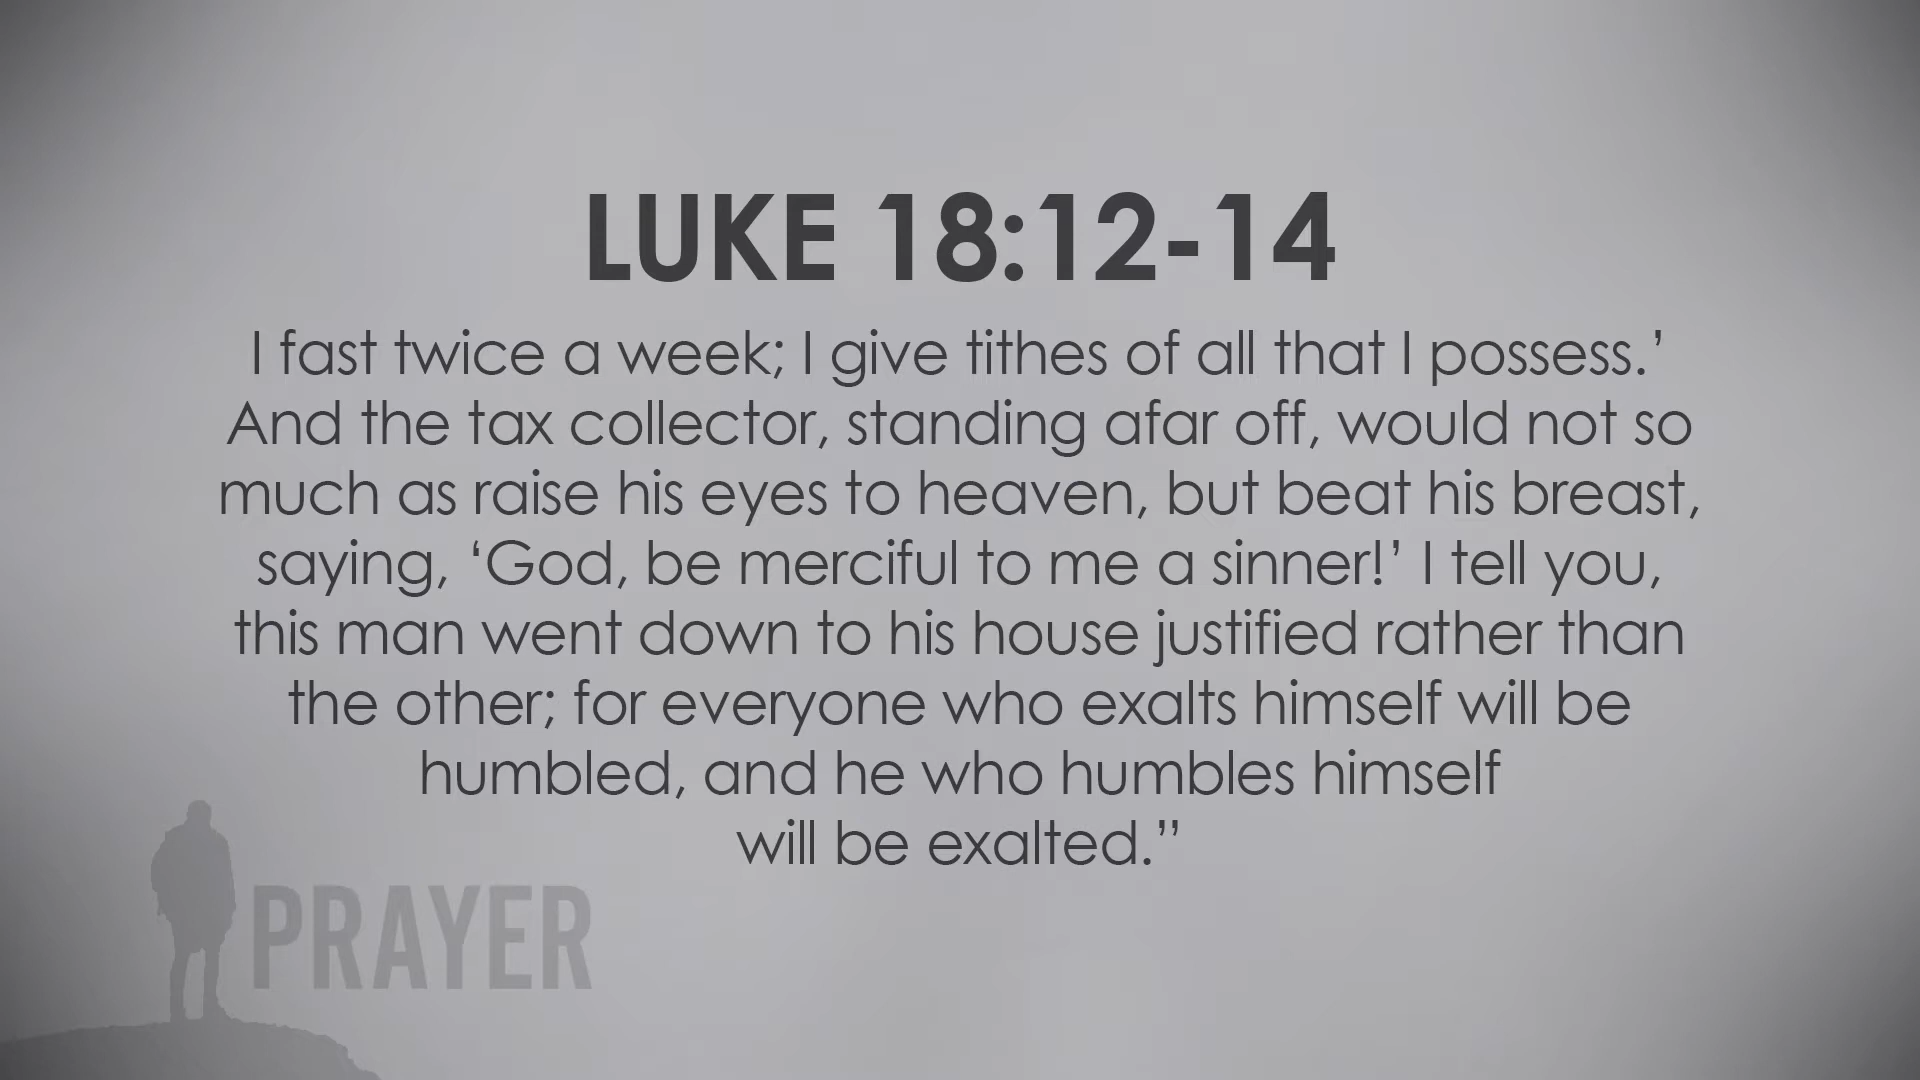 LUKE 18:12-14
I fast twice a week; I give tithes of all that I possess.’
And the tax collector, standing afar off, would not so
much as raise his eyes to heaven, but beat his breast,
saying, ‘God, be merciful to me a sinner!’ I tell you,
this man went down to his house justified rather than
the other; for everyone who exalts himself will be
humbled, and he who humbles himself
will be exalted.”
PRAYER